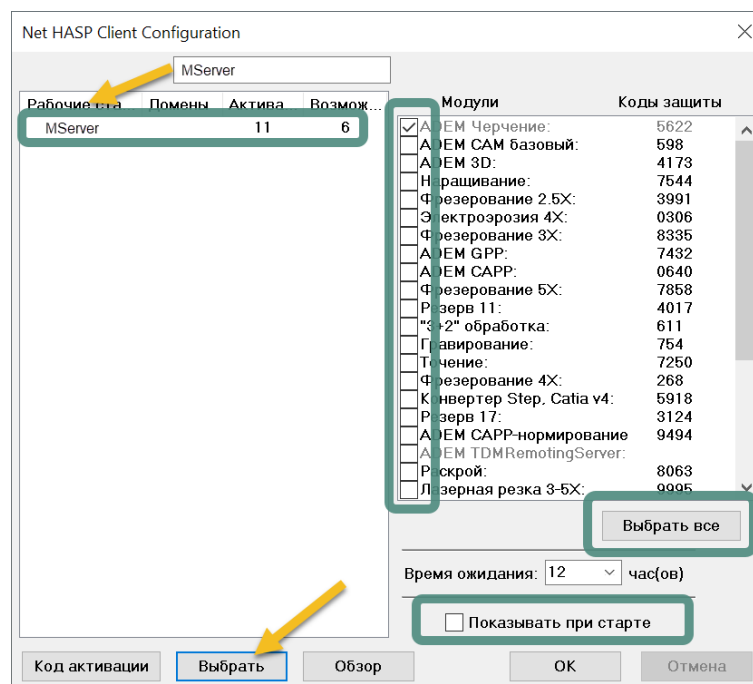 Net HASP Client Configuration
MServer
Рабочие Помены Актива... Возмож...
MServer 11 6
Модули Коды защиты
ADEM Черчение: 5622
ADEM CAM базовый: 598
ADEM 3D: 4173
Наращивание: 7544
Фрезерование 2.5X: 3991
Электроэрозия 4X: 0306
Фрезерование 3X: 8335
ADEM GPP: 7432
ADEM CAPP: 0640
Фрезерование 5X: 7858
Резерв 11: 4017
"3+2" обработка: 611
Гравирование: 754
Точение: 7250
Фрезерование 4X: 268
Конвертер Step, Catia v4: 5918
Резерв 17: 3124
ADEM CAPP-нормирование 9494
ADEM TDMRemotingServer:
Раскрой: 8063
Лазерная резка 3-5X: 9995
Выбрать все
Время ожидания: 12 час(ов)
Показывать при старте
Код активации Выбрать Обзор OK Отмена